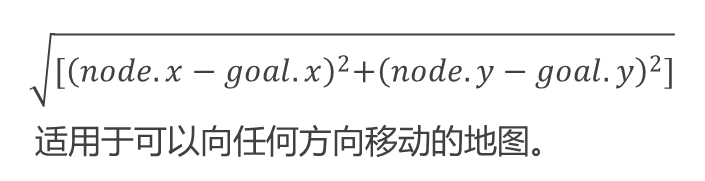 √[(node.x − goal.x)²+(node.y − goal.y)²]
适用于可以向任何方向移动的地图。